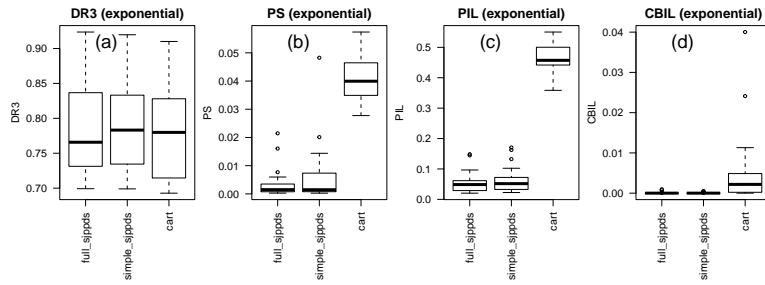 DR3 (exponential)
(a)
DR3
0.90
0.85
0.80
0.75
0.70
full_sjppds
simple_sjppds
cart
PS (exponential)
(b)
PS
0.05
0.04
0.03
0.02
0.01
0.00
full_sjppds
simple_sjppds
cart
PIL (exponential)
(c)
PIL
0.5
0.4
0.3
0.2
0.1
0.0
full_sjppds
simple_sjppds
cart
CBIL (exponential)
(d)
CBIL
0.04
0.03
0.02
0.01
0.00
full_sjppds
simple_sjppds
cart